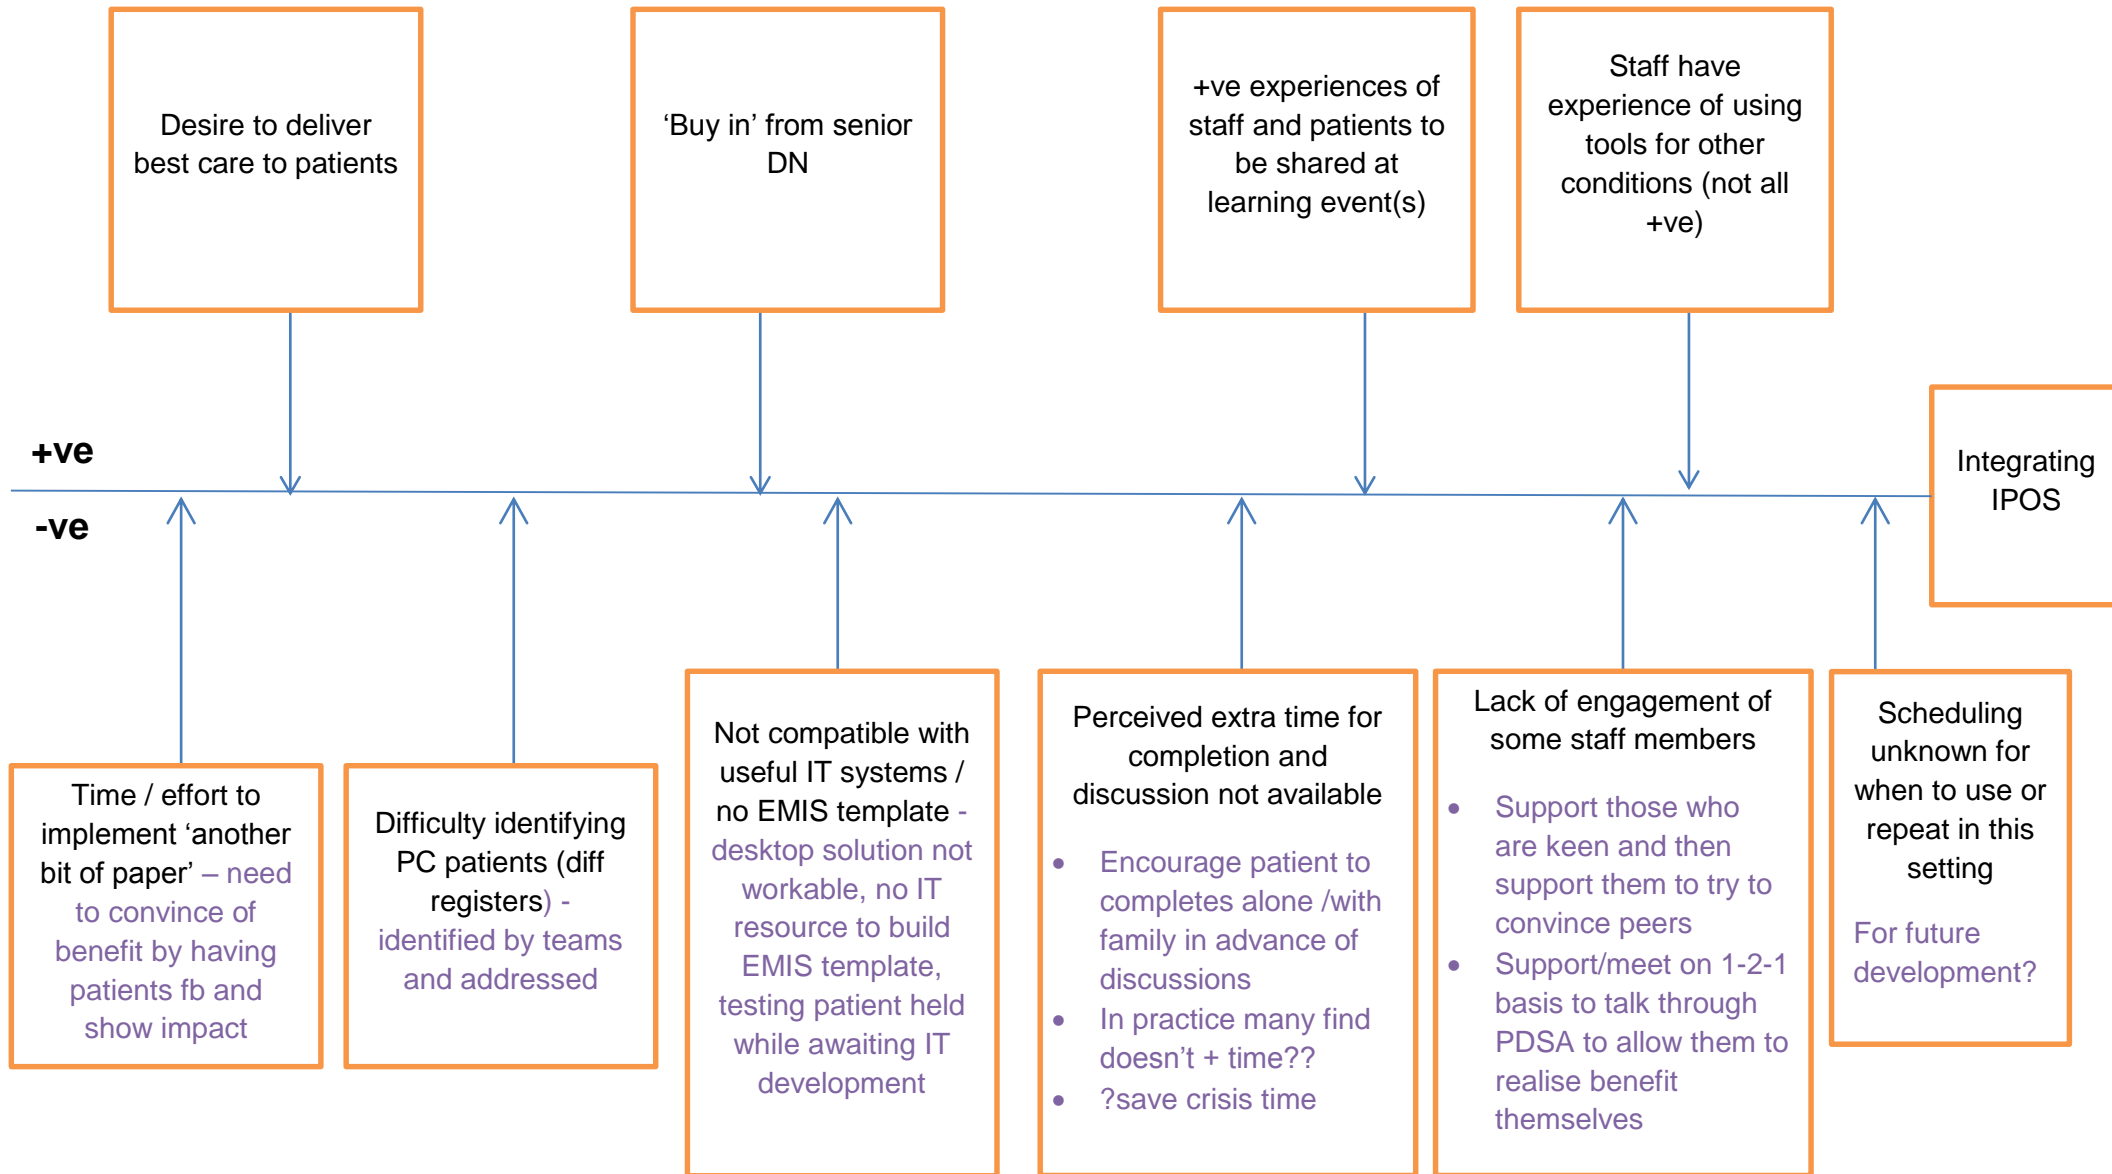 Desire to deliver
best care to patients
‘Buy in’ from senior
DN
+ve experiences of
staff and patients to
be shared at
learning event(s)
Staff have
experience of using
tools for other
conditions (not all
+ve)
+ve
-ve
Integrating
IPOS
Time / effort to
implement ‘another
bit of paper’ – need
to convince of
benefit by having
patients fb and
show impact
Difficulty identifying
PC patients (diff
registers) -
identified by teams
and addressed
Not compatible with
useful IT systems /
no EMIS template -
desktop solution not
workable, no IT
resource to build
EMIS template,
testing patient held
while awaiting IT
development
Perceived extra time for
completion and
discussion not available
• Encourage patient to
completes alone /with
family in advance of
discussions
• In practice many find
doesn’t + time??
• ?save crisis time
Lack of engagement of
some staff members
• Support those who
are keen and then
support them to try to
convince peers
• Support/meet on 1-2-1
basis to talk through
PDSA to allow them to
realise benefit
themselves
Scheduling
unknown for
when to use or
repeat in this
setting
For future
development?